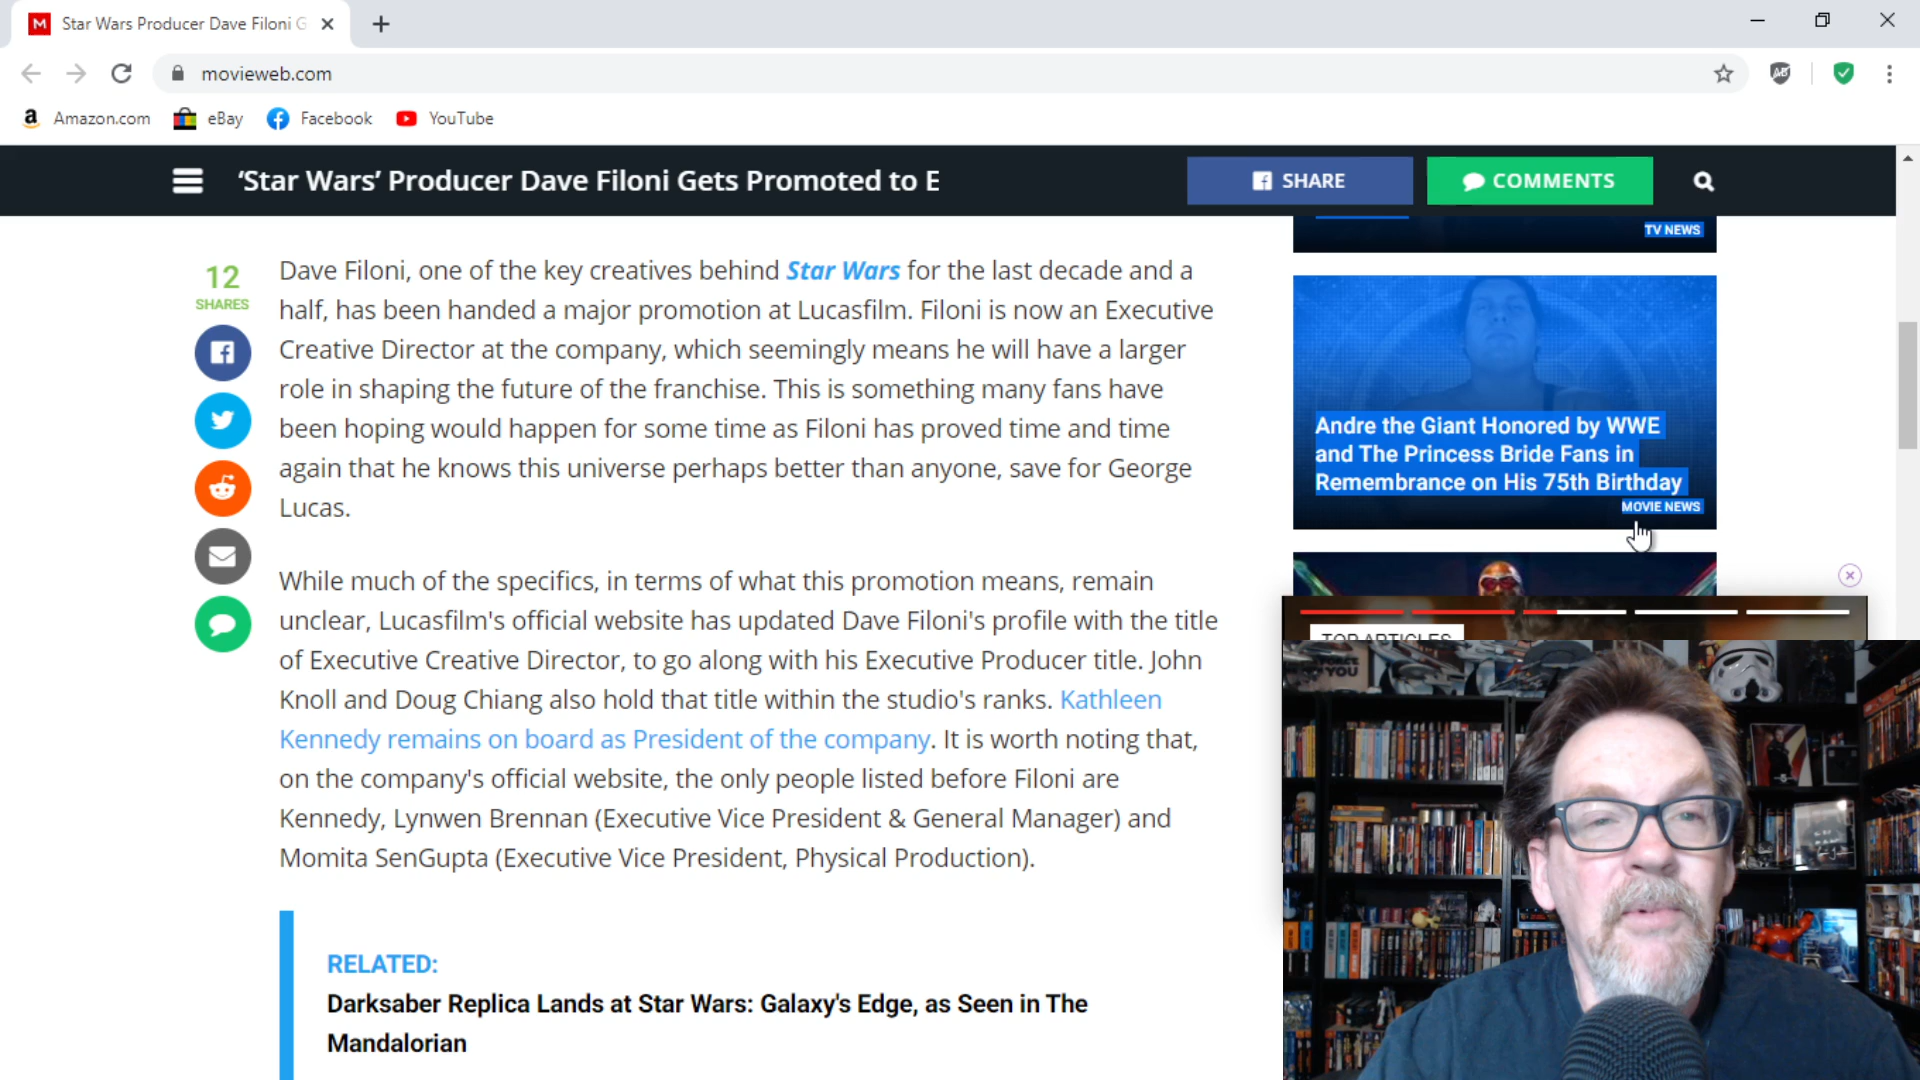 M Star Wars Producer Dave Filoni G
movieweb.com
Amazon.com eBay Facebook YouTube
‘Star Wars’ Producer Dave Filoni Gets Promoted to E
SHARE
COMMENTS
12
SHARES
Dave Filoni, one of the key creatives behind Star Wars for the last decade and a
half, has been handed a major promotion at Lucasfilm. Filoni is now an Executive
Creative Director at the company, which seemingly means he will have a larger
role in shaping the future of the franchise. This is something many fans have
been hoping would happen for some time as Filoni has proved time and time
again that he knows this universe perhaps better than anyone, save for George
Lucas.
While much of the specifics, in terms of what this promotion means, remain
unclear, Lucasfilm's official website has updated Dave Filoni's profile with the title
of Executive Creative Director, to go along with his Executive Producer title. John
Knoll and Doug Chiang also hold that title within the studio's ranks. Kathleen
Kennedy remains on board as President of the company. It is worth noting that,
on the company's official website, the only people listed before Filoni are
Kennedy, Lynwen Brennan (Executive Vice President & General Manager) and
Momita SenGupta (Executive Vice President, Physical Production).
RELATED:
Darksaber Replica Lands at Star Wars: Galaxy's Edge, as Seen in The
Mandalorian
TV NEWS
Andre the Giant Honored by WWE
and The Princess Bride Fans in
Remembrance on His 75th Birthday
MOVIE NEWS
TOP ARTICLES